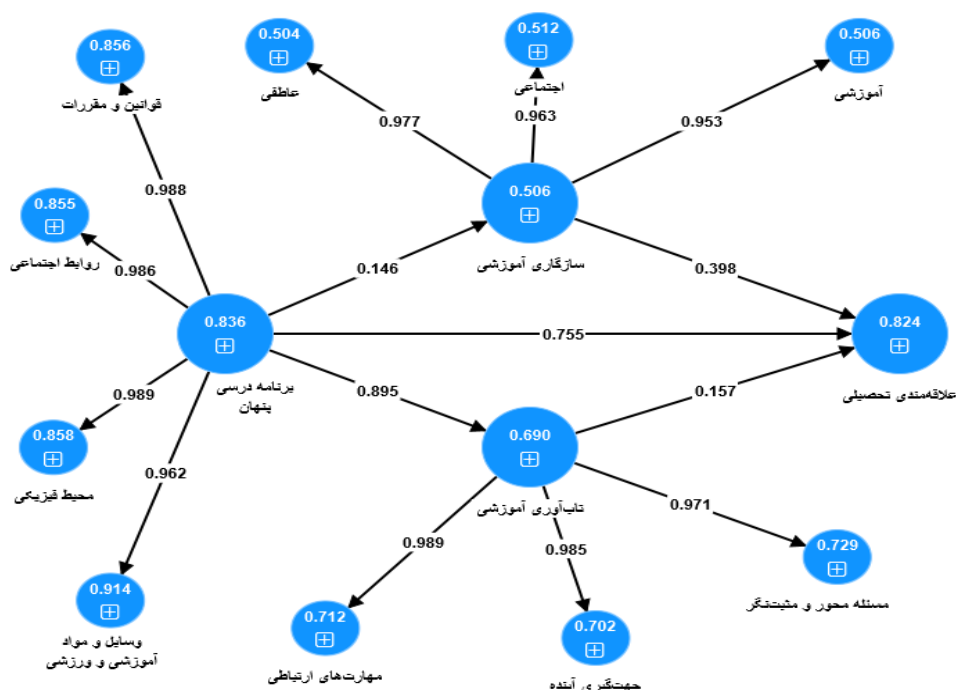 0.856
قوانین و مقررات
0.504
عاطفی
0.512
اجتماعی
0.506
آموزشی
0.977
0.963
0.953
0.988
0.855
روابط اجتماعی
0.986
0.506
سازگاری آموزشی
0.146
0.398
0.836
برنامه درسی
پنهان
0.755
0.824
علاقه‌مندی تحصیلی
0.895
0.157
0.989
0.858
محیط فیزیکی
0.962
0.690
تاب‌آوری آموزشی
0.971
0.989
0.985
0.729
مسئله محور و مثبت‌نگر
0.914
وسایل و مواد
آموزشی و ورزشی
0.712
مهارت‌های ارتباطی
0.702
جهت‌گیری آینده